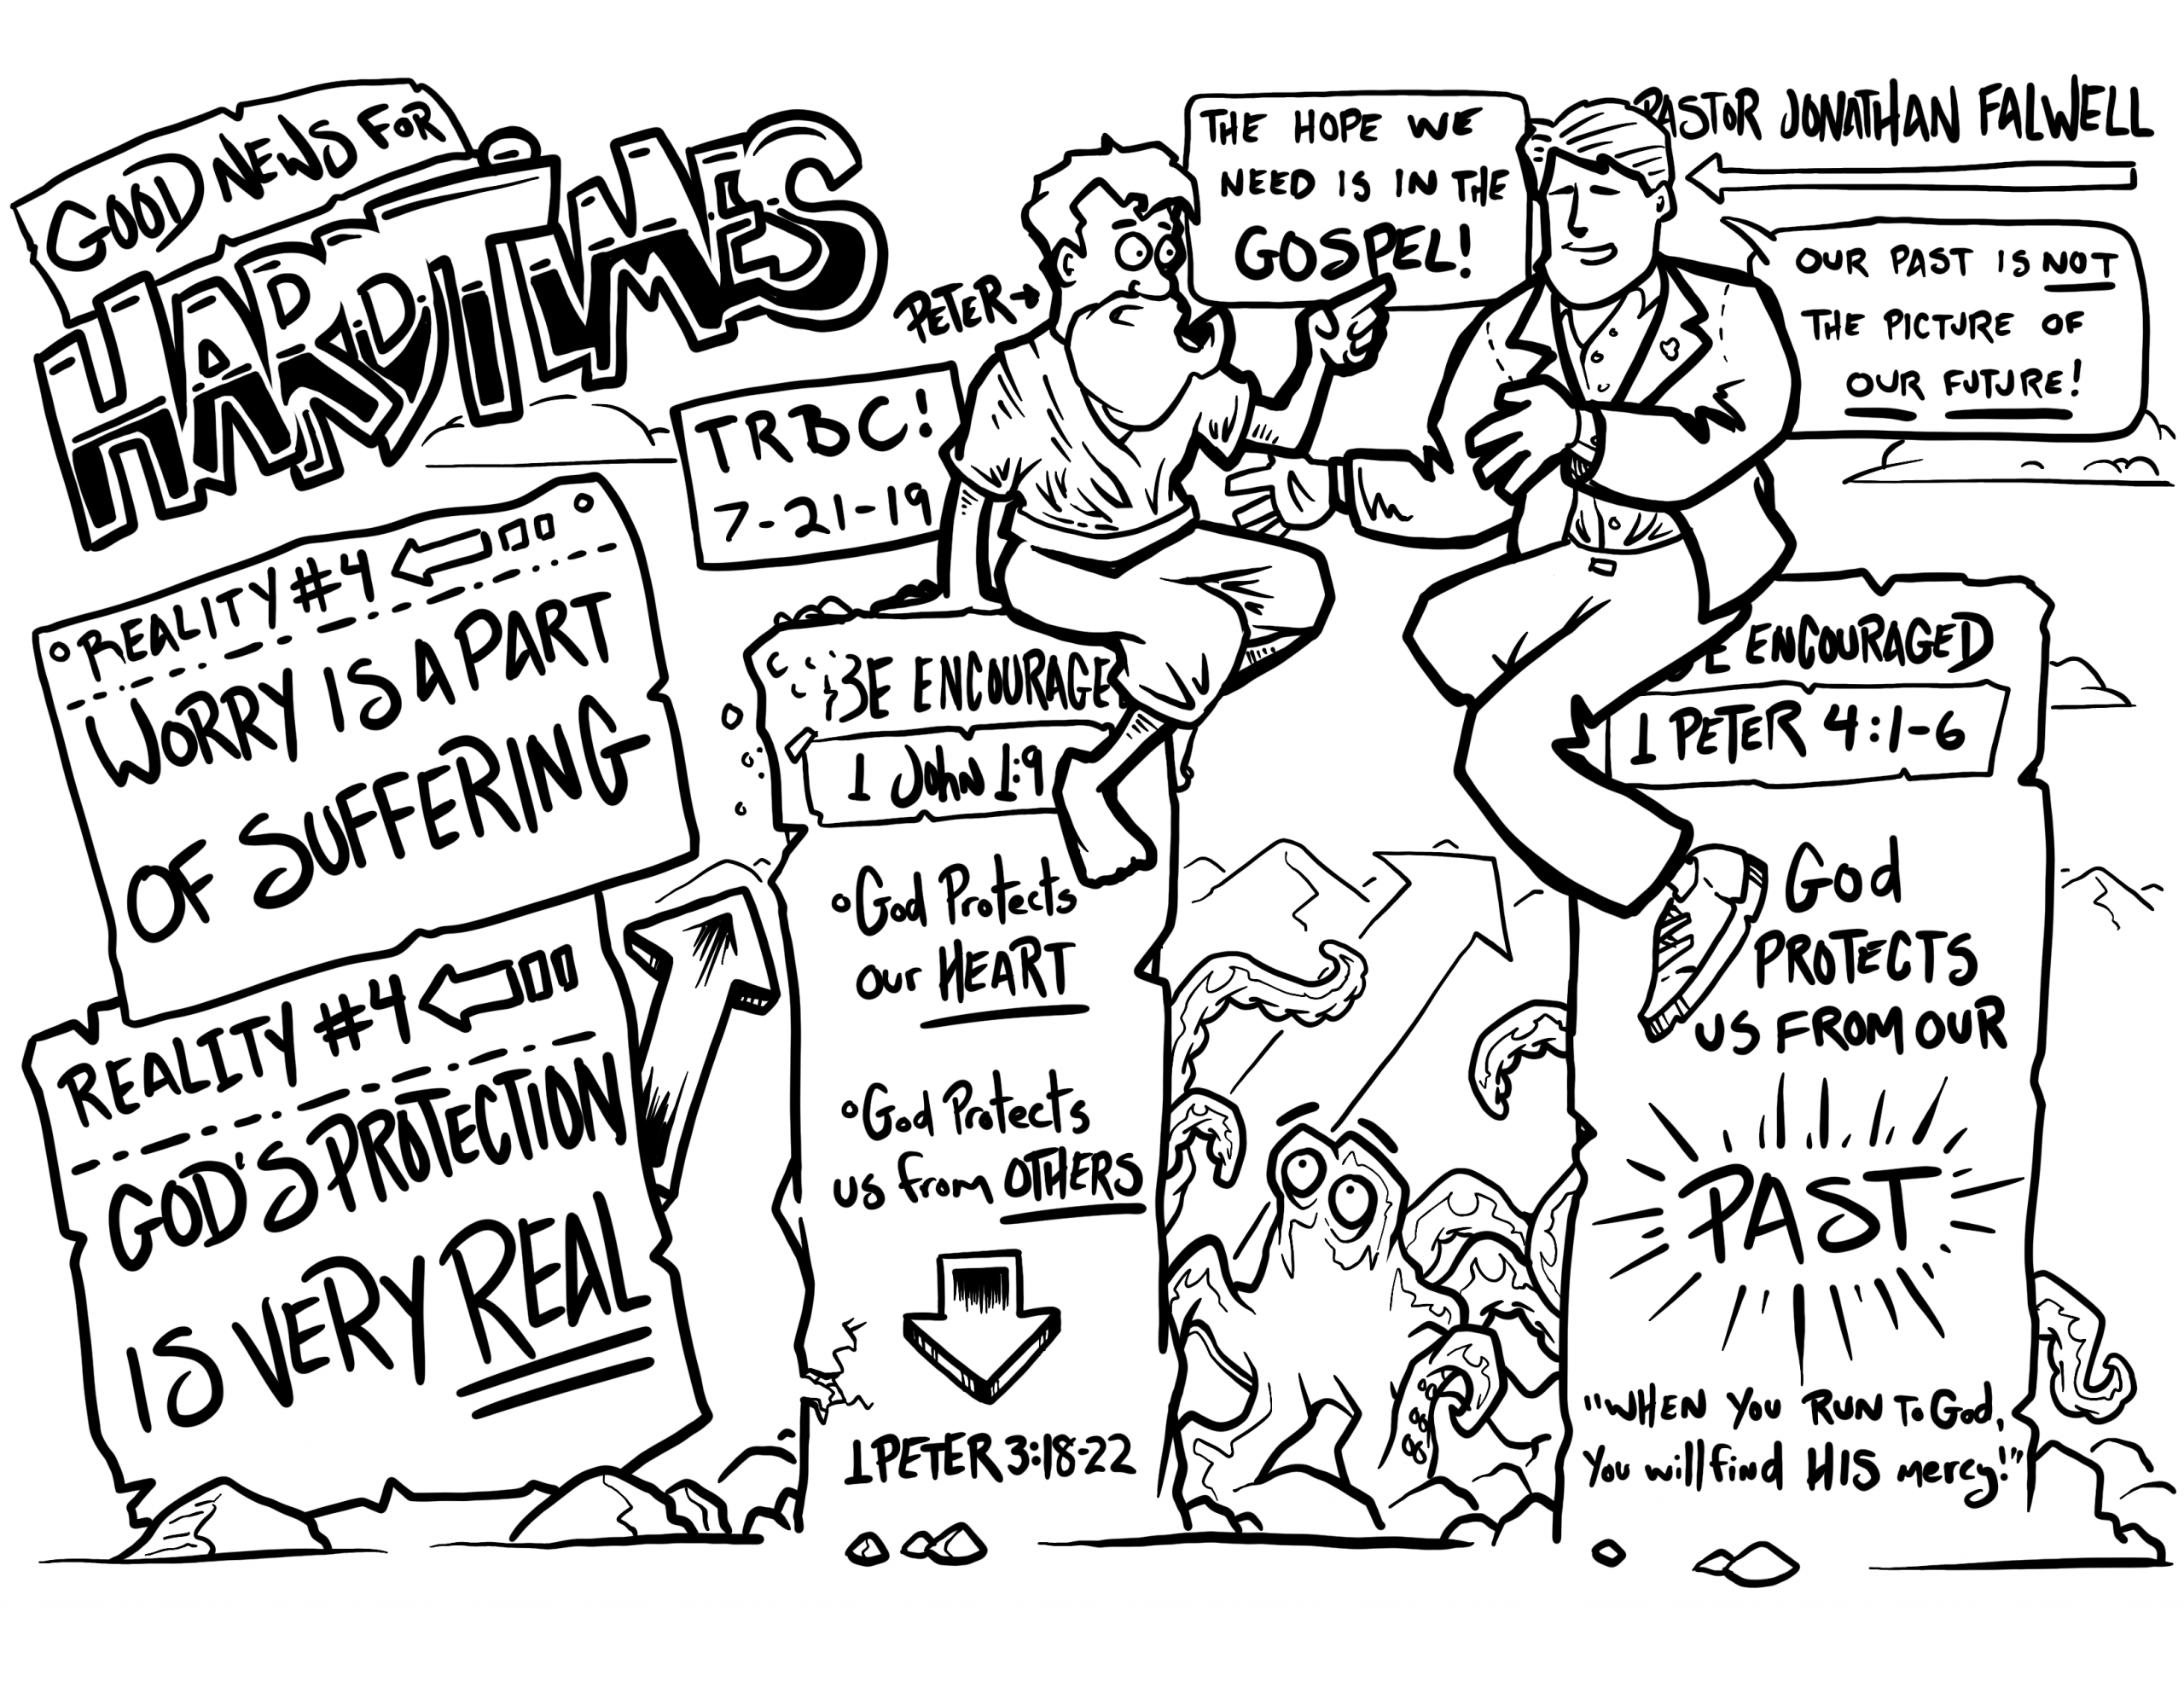 GOOD NEWS FOR
HARD TIMES
TRBC!
7-21-19
PETER
THE HOPE WE
NEED IS IN THE
GOSPEL!
PASTOR JONATHAN FALWELL
OUR PAST IS NOT
THE PICTURE OF
OUR FUTURE!
REALITY #4
WORRY IS A PART
OF SUFFERING
REALITY #4
GOD'S PROTECTION
IS VERY REAL
BE ENCOURAGE
1 John 1:9
God Protects
our HEART
God Protects
us from OTHERS
1 PETER 3:18-22
E ENCOURAGED
1 PETER 4:1-6
God
PROTECTS
US FROM OUR
PAST
"WHEN You RUN To God,
You will find HIS mercy!"